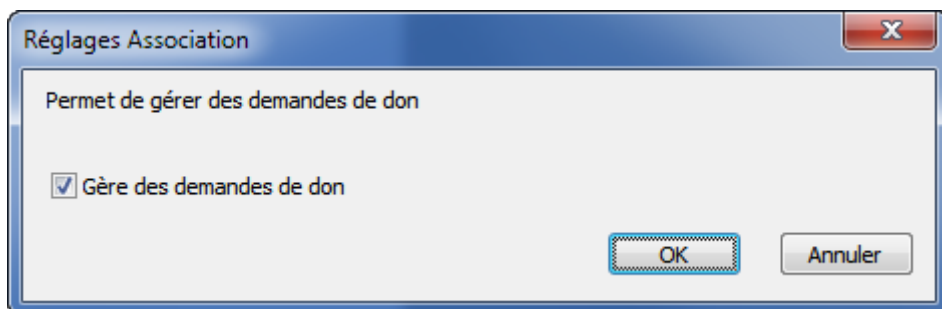 Réglages Association
Permet de gérer des demandes de don
Gère des demandes de don
OK Annuler